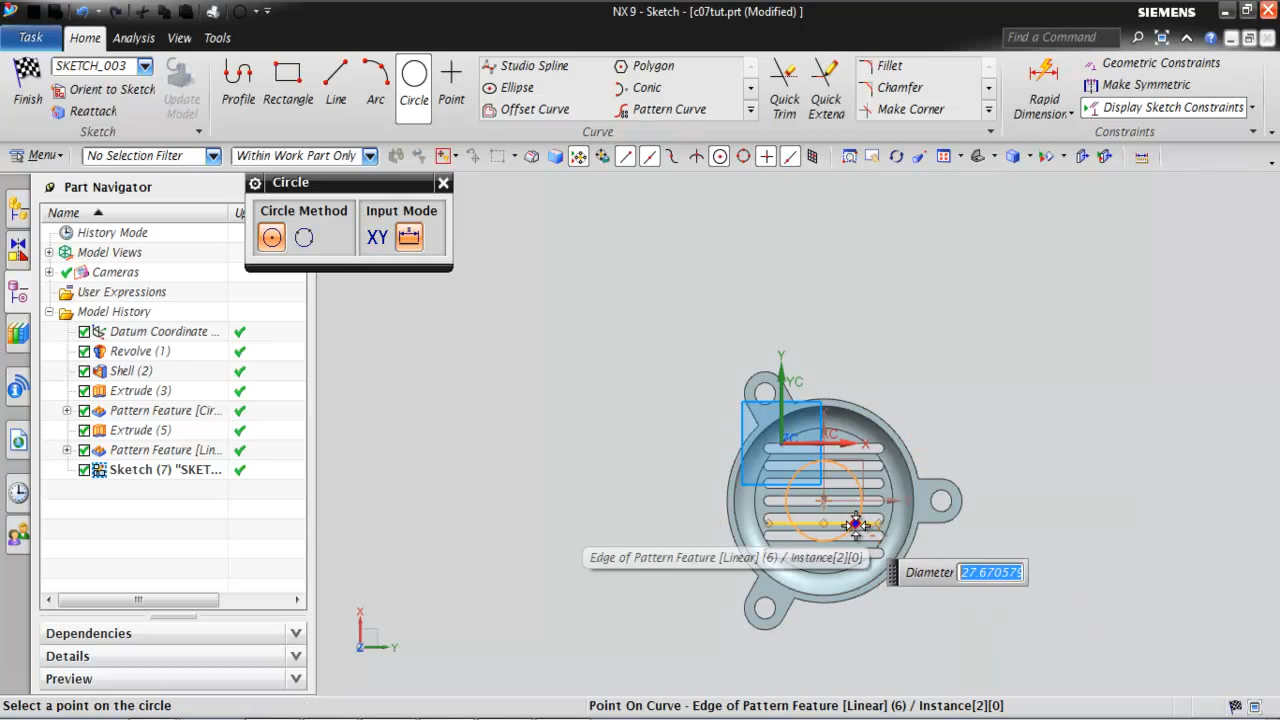 NX 9 - Sketch - [c07tut.prt (Modified) ]
SIEMENS
Task
Home
Analysis
View
Tools
Find a Command
SKETCH_003
Orient to Sketch
Reattach
Finish
Update
Model
Profile
Rectangle
Line
Arc
Circle
Point
Studio Spline
Ellipse
Offset Curve
Polygon
Conic
Pattern Curve
Quick
Trim
Quick
Extend
Fillet
Chamfer
Make Corner
Rapid
Dimension
Geometric Constraints
Make Symmetric
Display Sketch Constraints
Sketch
Curve
Constraints
Menu
No Selection Filter
Within Work Part Only
Part Navigator
Name
Up
History Mode
Model Views
Cameras
User Expressions
Model History
Datum Coordinate ...
Revolve (1)
Shell (2)
Extrude (3)
Pattern Feature [Cir...
Extrude (5)
Pattern Feature [Lin...
Sketch (7) "SKET...
Dependencies
Details
Preview
Circle
Circle Method
Input Mode
XY
Y
YC
XC
X
ZC
Edge of Pattern Feature [Linear] (6) / Instance[2][0]
Diameter
27.670579
X
Z
Y
Select a point on the circle
Point On Curve - Edge of Pattern Feature [Linear] (6) / Instance[2][0]